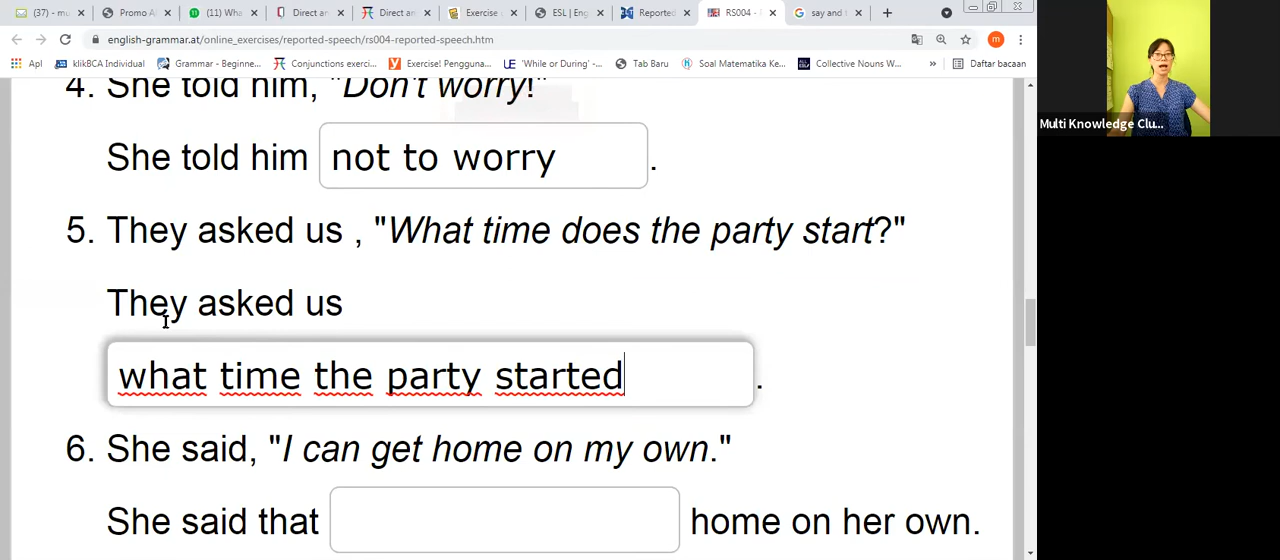 (37) - mu
Promo A
(11) Wha
Direct an
Direct an
Exercise
ESL | Eng
Reported
RS004 -
say and
english-grammar.at/online_exercises/reported-speech/rs004-reported-speech.htm
Apl
klikBCA Individual
Grammar - Beginne...
Conjunctions exerci...
Exercise! Pengguna...
'While or During' -...
Tab Baru
Soal Matematika Ke...
Collective Nouns W...
»
Daftar bacaan
Multi Knowledge Clu...
4. She told him, "Don't worry!"
She told him not to worry .
5. They asked us , "What time does the party start?"
They asked us
what time the party started .
6. She said, "I can get home on my own."
She said that home on her own.